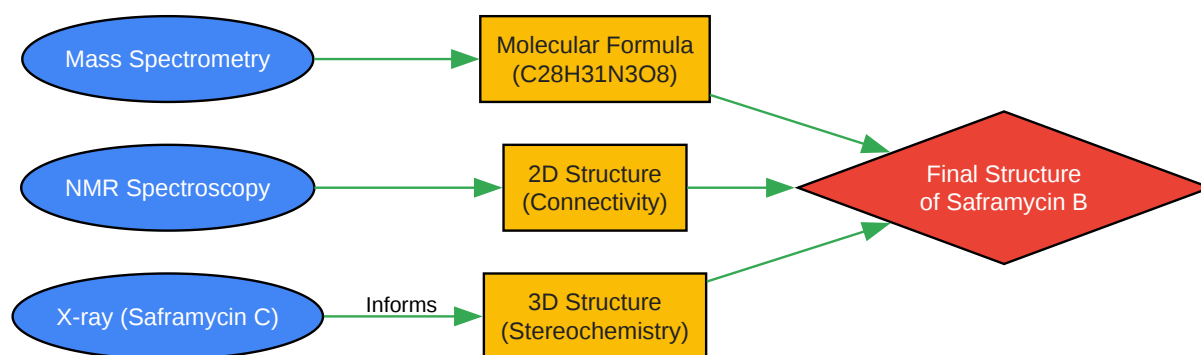 Mass Spectrometry
Molecular Formula
(C28H31N3O8)
NMR Spectroscopy
2D Structure
(Connectivity)
Final Structure
of Saframycin B
X-ray (Saframycin C)
Informs
3D Structure
(Stereochemistry)